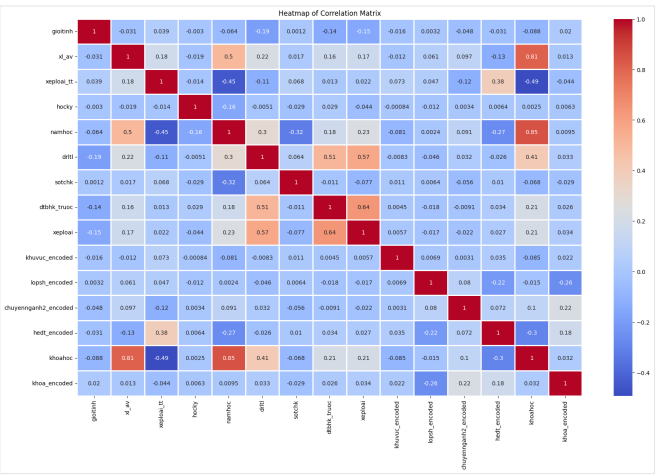 Heatmap of Correlation Matrix
gioitinh 1 -0.031 0.039 -0.003 -0.064 -0.19 0.0012 -0.14 -0.15 -0.016 0.0032 -0.048 -0.031 -0.088 0.02
xl_av -0.031 1 0.18 -0.019 0.5 0.22 0.017 0.16 0.17 -0.012 0.061 0.097 -0.13 0.81 0.013
xeploai_tt 0.039 0.18 1 -0.014 -0.45 -0.11 0.068 0.013 0.022 0.073 0.047 -0.12 0.38 -0.49 -0.044
hocky -0.003 -0.019 -0.014 1 -0.16 -0.0051 -0.029 0.029 -0.044 -0.00084 -0.012 0.0034 0.0064 0.0025 0.0063
namhoc -0.064 0.5 -0.45 -0.16 1 0.3 -0.32 0.18 0.23 -0.081 0.0024 0.091 -0.27 0.85 0.0095
drltl -0.19 0.22 -0.11 -0.0051 0.3 1 0.064 0.51 0.57 -0.0083 -0.046 0.032 -0.026 0.41 0.033
sotchk 0.0012 0.017 0.068 -0.029 -0.32 0.064 1 -0.011 -0.077 0.011 0.0064 -0.056 0.01 -0.068 -0.029
dtbhk_truoc -0.14 0.16 0.013 0.029 0.18 0.51 -0.011 1 0.64 0.0045 -0.018 -0.0091 0.034 0.21 0.026
xeploai -0.15 0.17 0.022 -0.044 0.23 0.57 -0.077 0.64 1 0.0057 -0.017 -0.022 0.027 0.21 0.034
khuvuc_encoded -0.016 -0.012 0.073 -0.00084 -0.081 -0.0083 0.011 0.0045 0.0057 1 0.0069 0.0031 0.035 -0.085 0.022
lopsh_encoded 0.0032 0.061 0.047 -0.012 0.0024 -0.046 0.0064 -0.018 -0.017 0.0069 1 0.08 -0.22 -0.015 -0.26
chuyennganh2_encoded -0.048 0.097 -0.12 0.0034 0.091 0.032 -0.056 -0.0091 -0.022 0.0031 0.08 1 0.072 0.1 0.22
hedt_encoded -0.031 -0.13 0.38 0.0064 -0.27 -0.026 0.01 0.034 0.027 0.035 -0.22 0.072 1 -0.3 0.18
khoahoc -0.088 0.81 -0.49 0.0025 0.85 0.41 -0.068 0.21 0.21 -0.085 -0.015 0.1 -0.3 1 0.032
khoa_encoded 0.02 0.013 -0.044 0.0063 0.0095 0.033 -0.029 0.026 0.034 0.022 -0.26 0.22 0.18 0.032 1
gioitinh
xl_av
xeploai_tt
hocky
namhoc
drltl
sotchk
dtbhk_truoc
xeploai
khuvuc_encoded
lopsh_encoded
chuyennganh2_encoded
hedt_encoded
khoahoc
khoa_encoded
1.0
0.8
0.6
0.4
0.2
0.0
-0.2
-0.4